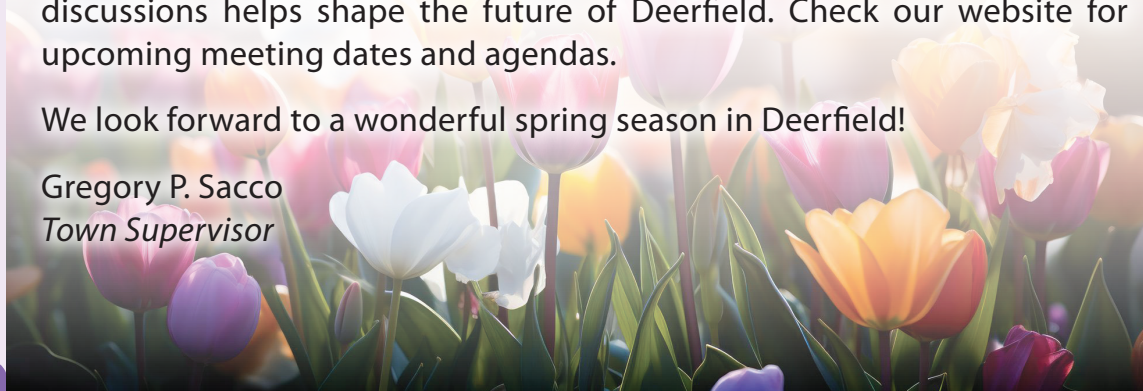 discussions helps shape the future of Deerfield. Check our website for
upcoming meeting dates and agendas.
We look forward to a wonderful spring season in Deerfield!
Gregory P. Sacco
Town Supervisor